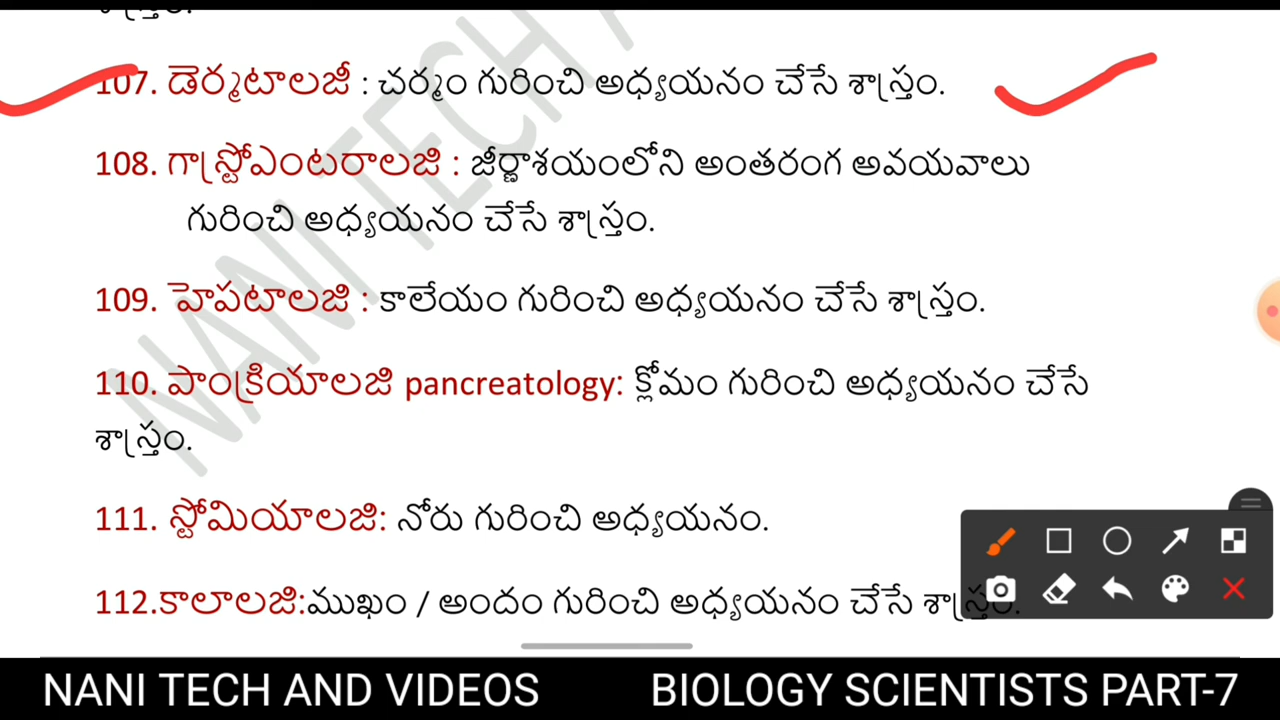 శాస్త్రం.
107. డెర్మటాలజీ : చర్మం గురించి అధ్యయనం చేసే శాస్త్రం.
108. గాస్ట్రోఎంటరాలజి : జీర్ణాశయంలోని అంతరంగ అవయవాలు
గురించి అధ్యయనం చేసే శాస్త్రం.
109. హెపటాలజి : కాలేయం గురించి అధ్యయనం చేసే శాస్త్రం.
110. పాంక్రియాలజి pancreatology: క్లోమం గురించి అధ్యయనం చేసే
శాస్త్రం.
111. స్టోమియాలజి: నోరు గురించి అధ్యయనం.
112.కాలాలజి:ముఖం / అందం గురించి అధ్యయనం చేసే శాస్త్రం.
NANI TECH A
NANI TECH AND VIDEOS
BIOLOGY SCIENTISTS PART-7